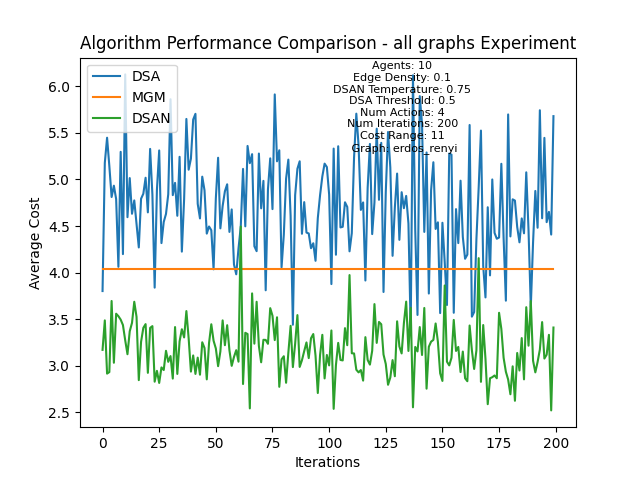 Algorithm Performance Comparison - all graphs Experiment
DSA
MGM
DSAN
Agents: 10
Edge Density: 0.1
DSAN Temperature: 0.75
DSA Threshold: 0.5
Num Actions: 4
Num Iterations: 200
Cost Range: 11
Graph: erdos_renyi
Average Cost
6.0
5.5
5.0
4.5
4.0
3.5
3.0
2.5
0
25
50
75
100
125
150
175
200
Iterations